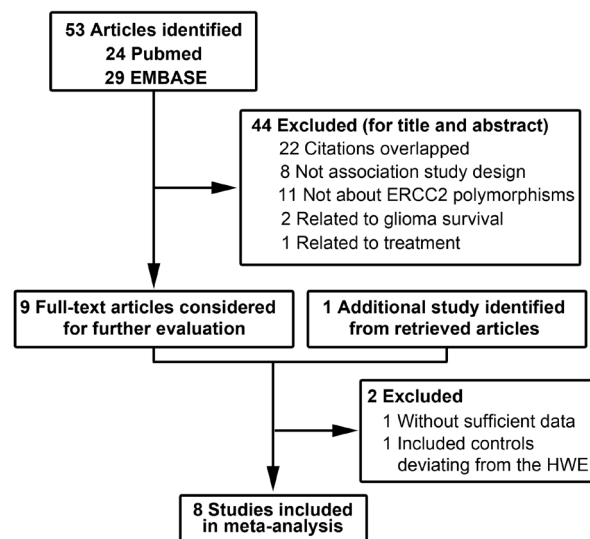 53 Articles identified
24 Pubmed
29 EMBASE
44 Excluded (for title and abstract)
22 Citations overlapped
8 Not association study design
11 Not about ERCC2 polymorphisms
2 Related to glioma survival
1 Related to treatment
9 Full-text articles considered
for further evaluation
1 Additional study identified
from retrieved articles
2 Excluded
1 Without sufficient data
1 Included controls
deviating from the HWE
8 Studies included
in meta-analysis